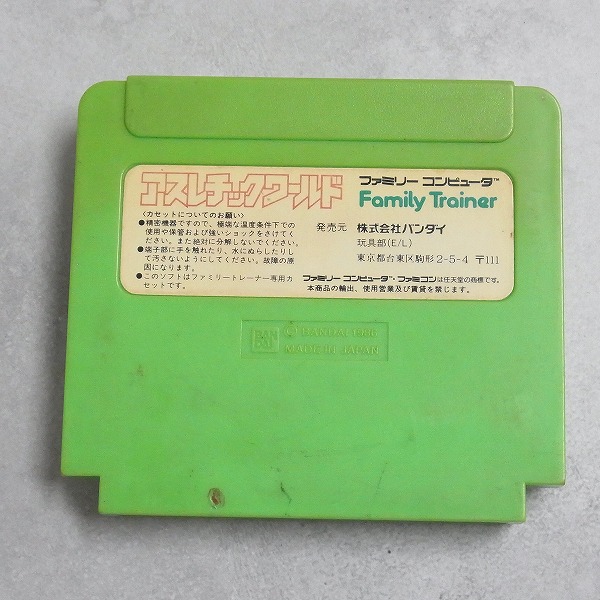 アスレチックワールド
<カセットについてのお願い>
●精密機器ですので、極端な温度条件下での
使用や保管および強いショックをさけてく
ださい。また絶対に分解しないでください。
●端子部に手を触れたり、水にぬらしたりし
て汚さないようにしてください。故障の原
因になります。
●このソフトはファミリートレーナー専用カ
セットです。
ファミリー コンピュータ™
Family Trainer
発売元 株式会社バンダイ
玩具部(E/L)
東京都台東区駒形2-5-4 〒111
ファミリー コンピュータ・ファミコンは任天堂の商標です。
本商品の輸出、使用営業及び賃貸を禁じます。
BAN
DAI
© BANDAI 1986
MADE IN JAPAN